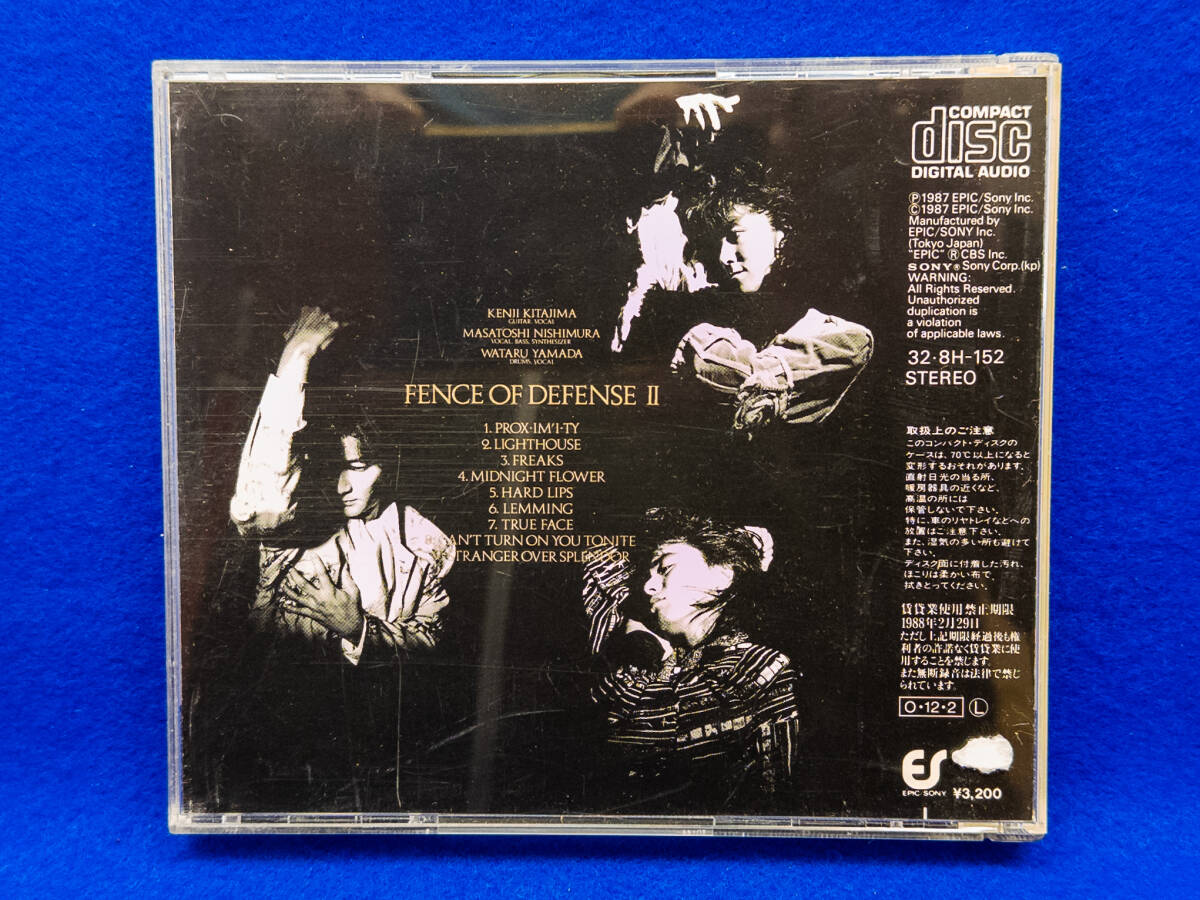 KENJI KITAJIMA
GUITAR, VOCAL
MASATOSHI NISHIMURA
VOCAL, BASS, SYNTHESIZER
WATARU YAMADA
DRUMS, VOCAL
FENCE OF DEFENSE II
1. PROX·IM'I·TY
2. LIGHTHOUSE
3. FREAKS
4. MIDNIGHT FLOWER
5. HARD LIPS
6. LEMMING
7. TRUE FACE
8. CAN'T TURN ON YOU TONITE
STRANGER OVER SPLENDOR
COMPACT
disc
DIGITAL AUDIO
Ⓟ1987 EPIC/Sony Inc.
Ⓒ1987 EPIC/Sony Inc.
Manufactured by
EPIC/SONY Inc.
(Tokyo Japan)
"EPIC" Ⓡ CBS Inc.
SONY® Sony Corp.(kp)
WARNING:
All Rights Reserved.
Unauthorized
duplication is
a violation
of applicable laws.
32·8H-152
STEREO
取扱上のご注意
このコンパクト・ディスクの
ケースは、70℃以上になると
変形するおそれがあります。
直射日光の当る所、
暖房器具の近くなど、
高温の所には
保管しないで下さい。
特に、車のリヤトレイなどへの
放置はご注意下さい。
また、湿気の多い所も避けて
下さい。
ディスク面に付着した汚れ、
ほこりは柔かい布で、
拭きとってください。
賃貸業使用禁止期限
1988年2月29日
ただし上記期限経過後も権
利者の許諾なく賃貸業に使
用することを禁じます。
また無断録音は法律で禁じ
られています。
O·12·2 Ⓛ
ES
EPIC/SONY ¥3,200